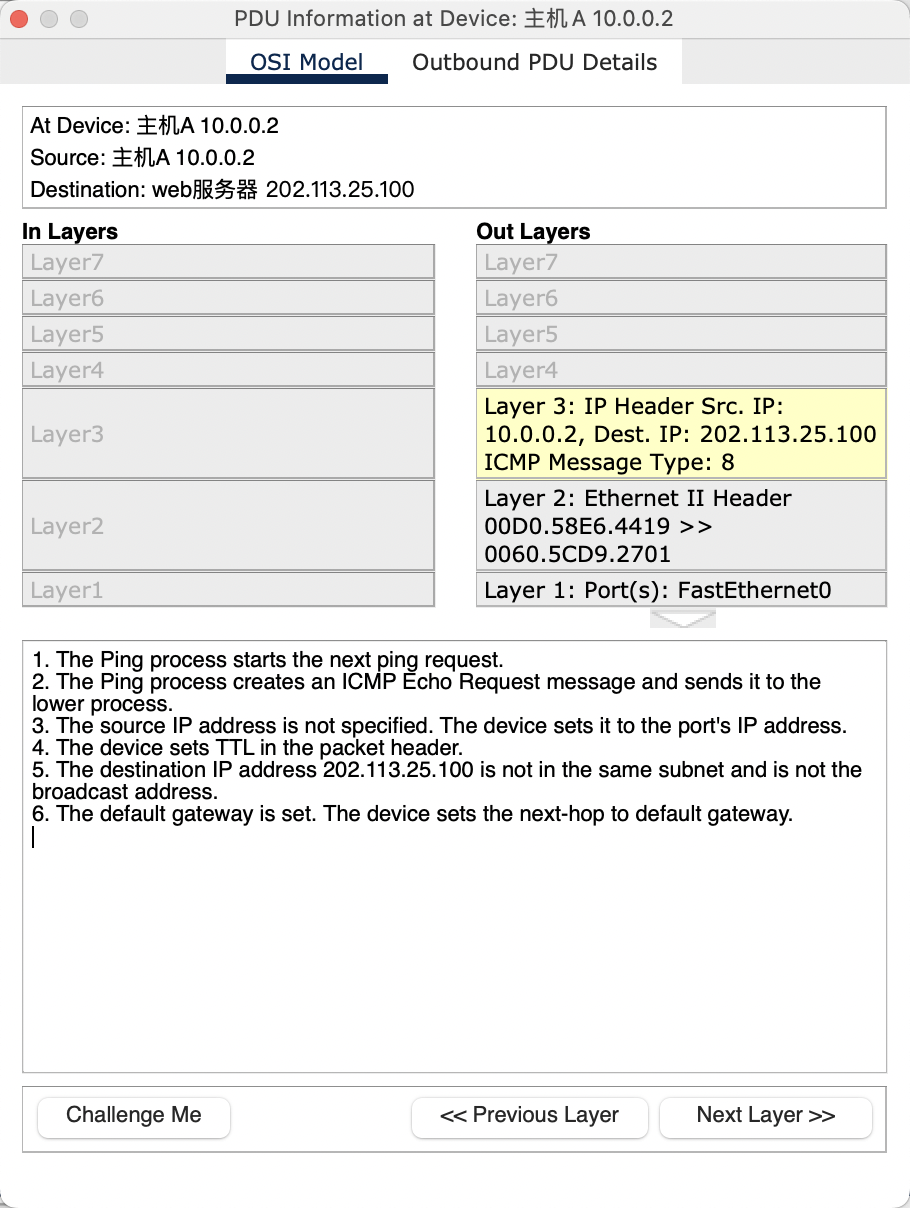 PDU Information at Device: 主机A 10.0.0.2
OSI Model
Outbound PDU Details
At Device: 主机A 10.0.0.2
Source: 主机A 10.0.0.2
Destination: web服务器 202.113.25.100
In Layers
Layer7
Layer6
Layer5
Layer4
Layer3
Layer2
Layer1
Out Layers
Layer7
Layer6
Layer5
Layer4
Layer 3: IP Header Src. IP:
10.0.0.2, Dest. IP: 202.113.25.100
ICMP Message Type: 8
Layer 2: Ethernet II Header
00D0.58E6.4419 >>
0060.5CD9.2701
Layer 1: Port(s): FastEthernet0
1. The Ping process starts the next ping request.
2. The Ping process creates an ICMP Echo Request message and sends it to the
lower process.
3. The source IP address is not specified. The device sets it to the port's IP address.
4. The device sets TTL in the packet header.
5. The destination IP address 202.113.25.100 is not in the same subnet and is not the
broadcast address.
6. The default gateway is set. The device sets the next-hop to default gateway.
Challenge Me
<< Previous Layer
Next Layer >>